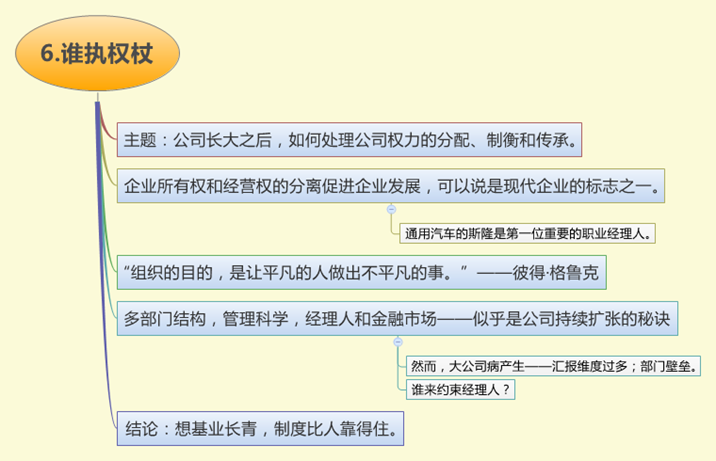 6.谁执权杖
主题：公司长大之后，如何处理公司权力的分配、制衡和传承。
企业所有权和经营权的分离促进企业发展，可以说是现代企业的标志之一。
通用汽车的斯隆是第一位重要的职业经理人。
“组织的目的，是让平凡的人做出不平凡的事。”——彼得·格鲁克
多部门结构，管理科学，经理人和金融市场——似乎是公司持续扩张的秘诀
然而，大公司病产生——汇报维度过多；部门壁垒。
谁来约束经理人？
结论：想基业长青，制度比人靠得住。